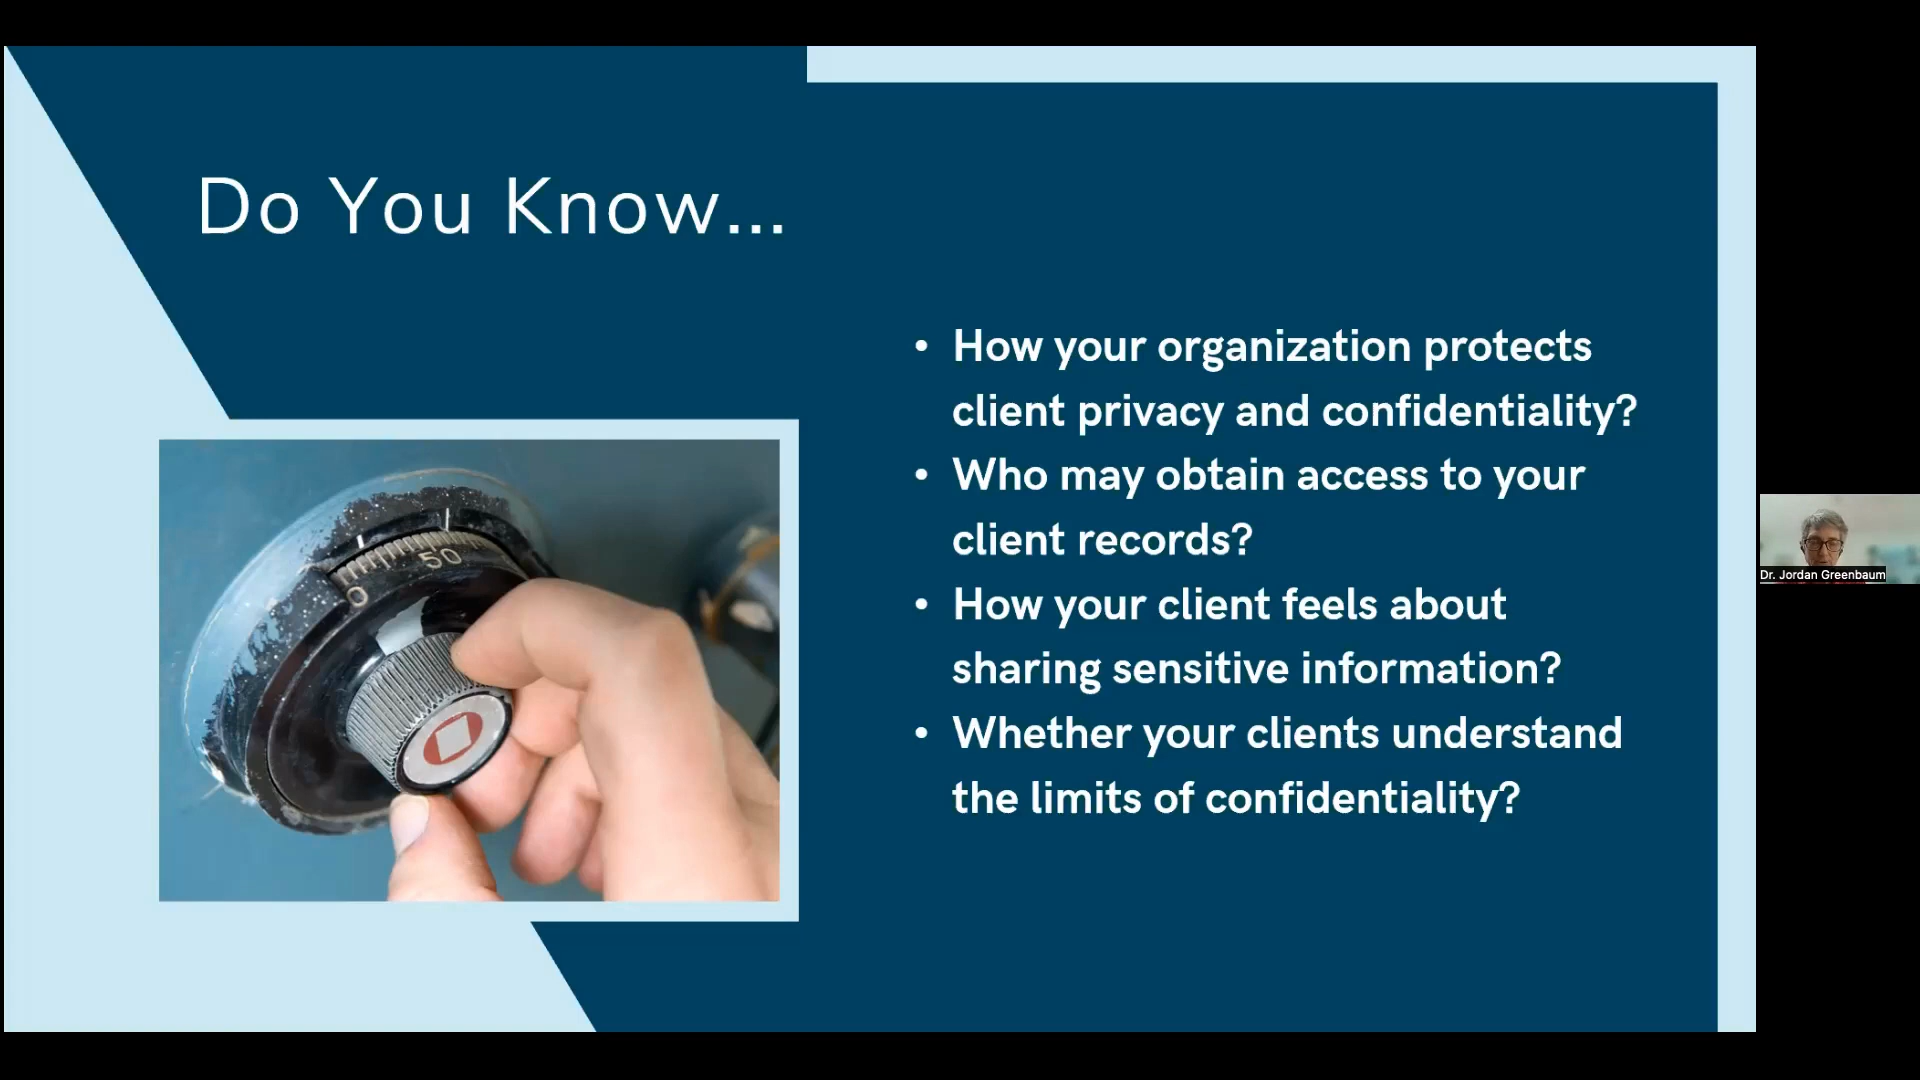 Do You Know...
• How your organization protects
client privacy and confidentiality?
• Who may obtain access to your
client records?
• How your client feels about
sharing sensitive information?
• Whether your clients understand
the limits of confidentiality?
50
0
Dr. Jordan Greenbaum